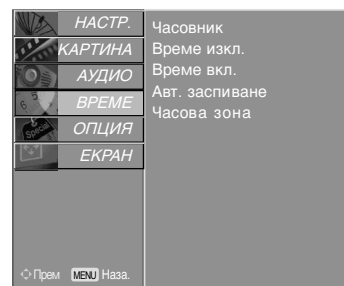 НАСТР.
КАРТИНА
АУДИО
ВРЕМЕ
ОПЦИЯ
ЕКРАН
Часовник
Време изкл.
Време вкл.
Авт. заспиване
Часова зона
Прем MENU Наза.